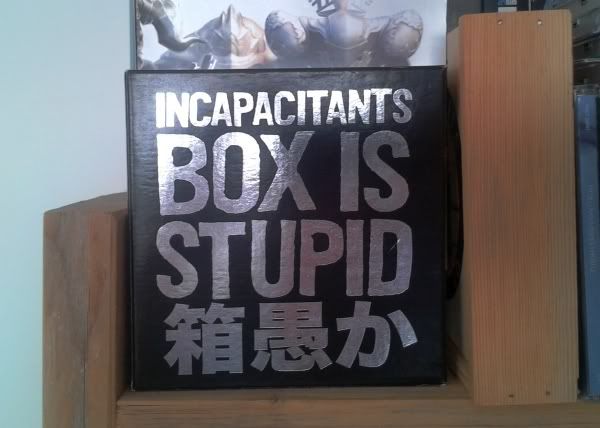 INCAPACITANTS
BOX IS
STUPID
箱愚か